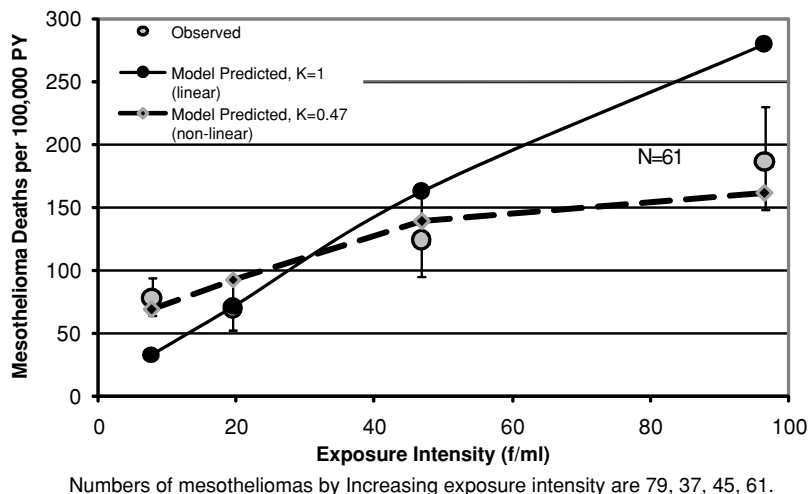 300
250
200
150
100
50
0
Mesothelioma Deaths per 100,000 PY
Observed
Model Predicted, K=1
(linear)
Model Predicted, K=0.47
(non-linear)
N=61
0 20 40 60 80 100
Exposure Intensity (f/ml)
Numbers of mesotheliomas by Increasing exposure intensity are 79, 37, 45, 61.